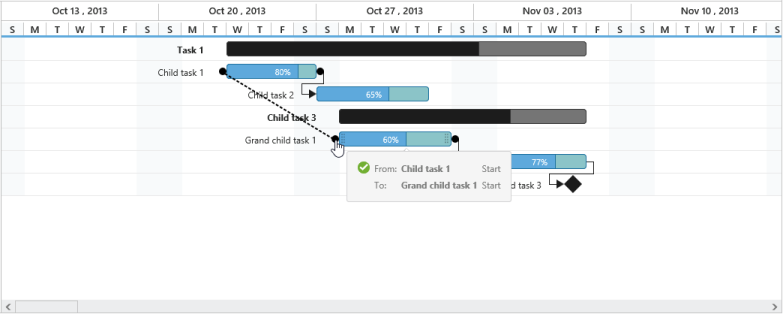 Oct 13 , 2013 Oct 20 , 2013 Oct 27 , 2013 Nov 03 , 2013 Nov 10 , 2013
S M T W T F S S M T W T F S S M T W T F S S M T W T F S S M T W T F S
Task 1
Child task 1 80%
Child task 2 65%
Child task 3
Grand child task 1 60%
77%
From: Child task 1 Start
To: Grand child task 1 Start
d task 3